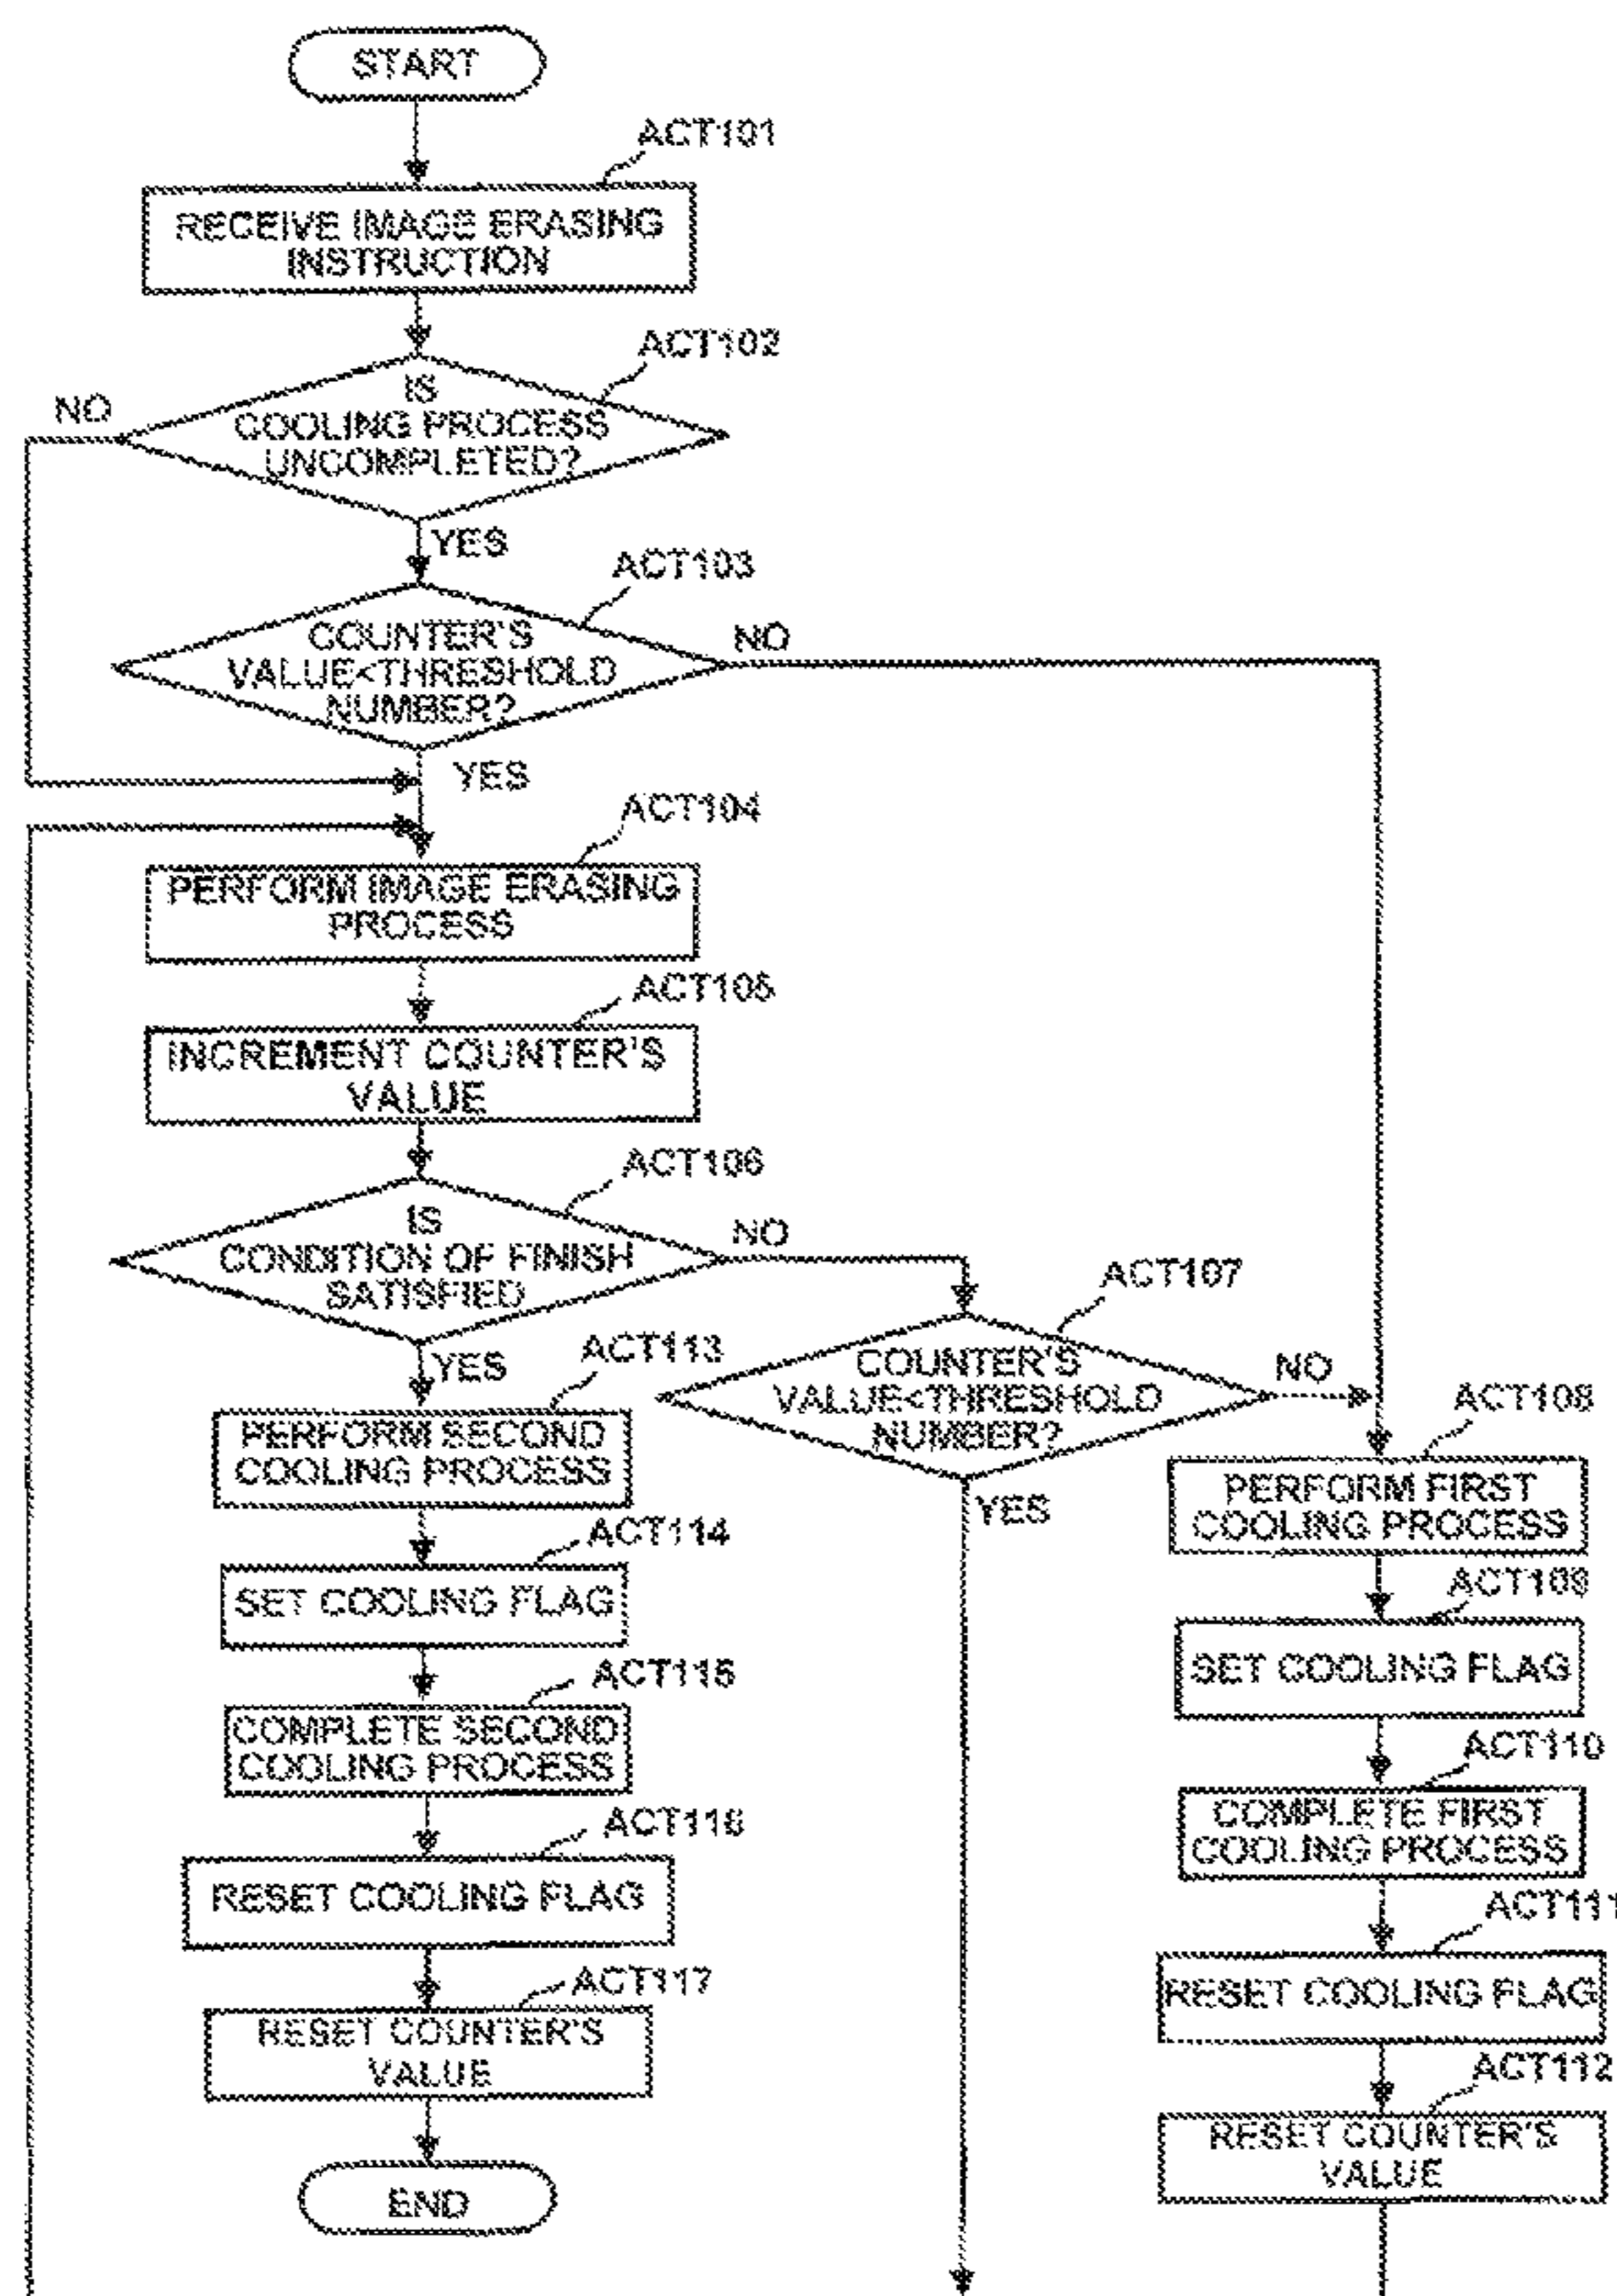 START
ACT101
RECEIVE IMAGE ERASING
INSTRUCTION
ACT102
NO
IS
COOLING PROCESS
UNCOMPLETED?
YES
ACT103
COUNTER'S
VALUE<THRESHOLD
NUMBER?
NO
YES
ACT104
PERFORM IMAGE ERASING
PROCESS
ACT105
INCREMENT COUNTER'S
VALUE
ACT106
IS
CONDITION OF FINISH
SATISFIED
NO
YES
ACT107
COUNTER'S
VALUE<THRESHOLD
NUMBER?
NO
YES
ACT108
PERFORM FIRST
COOLING PROCESS
ACT109
SET COOLING FLAG
ACT110
COMPLETE FIRST
COOLING PROCESS
ACT111
RESET COOLING FLAG
ACT112
RESET COUNTER'S
VALUE
ACT113
PERFORM SECOND
COOLING PROCESS
ACT114
SET COOLING FLAG
ACT115
COMPLETE SECOND
COOLING PROCESS
ACT116
RESET COOLING FLAG
ACT117
RESET COUNTER'S
VALUE
END